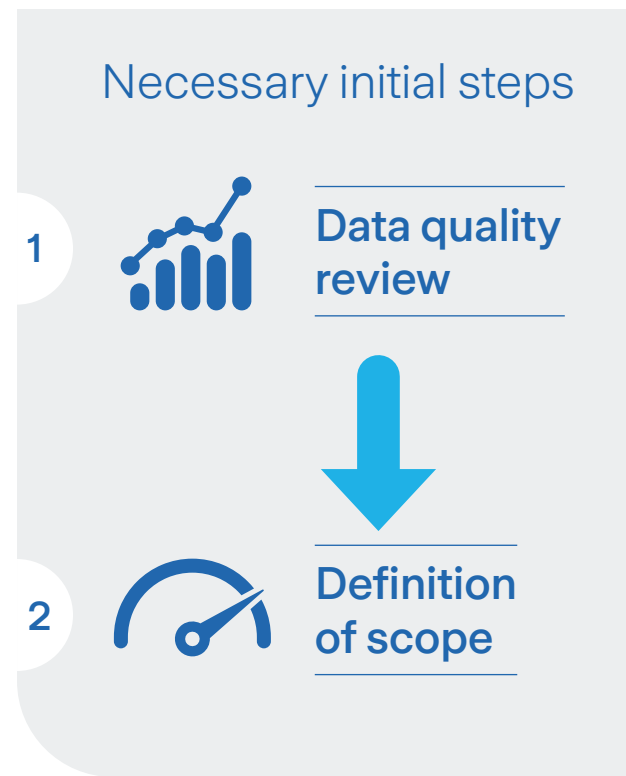 Necessary initial steps
1
Data quality
review
2
Definition
of scope